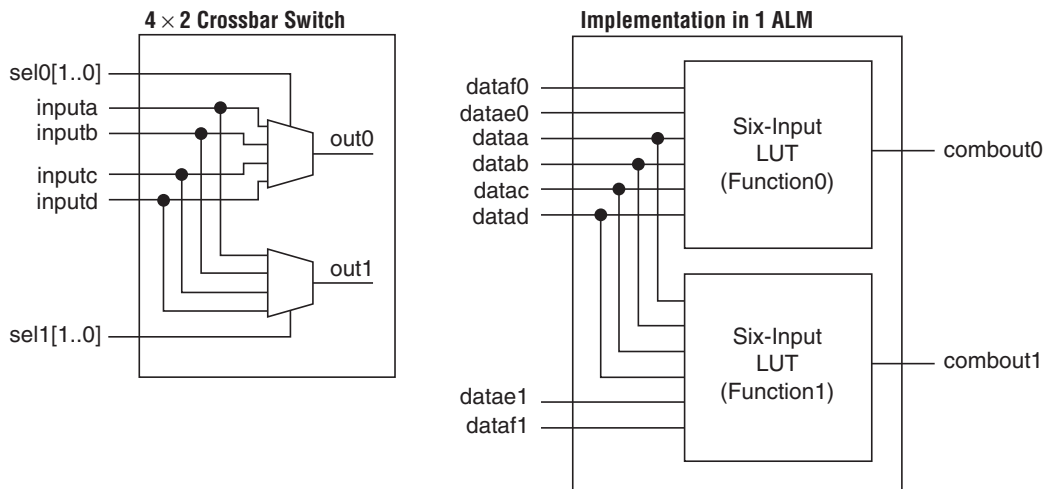 4 × 2 Crossbar Switch
sel0[1..0]
inputa
inputb
inputc
inputd
out0
out1
sel1[1..0]
Implementation in 1 ALM
dataf0
datae0
dataa
datab
datac
datad
Six-Input
LUT
(Function0)
combout0
Six-Input
LUT
(Function1)
combout1
datae1
dataf1